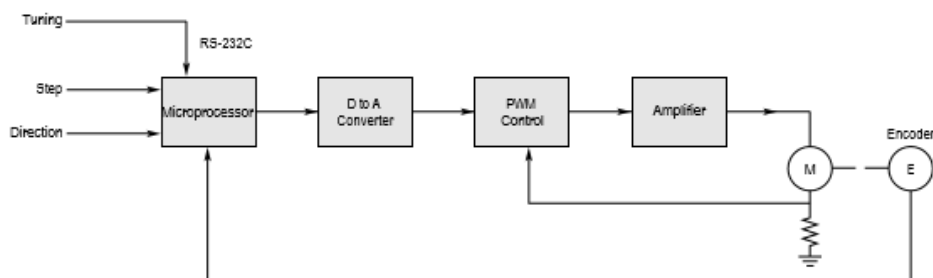 Tuning
RS-232C
Step
Direction
Microprocessor
D to A
Converter
PWM
Control
Amplifier
Encoder
M
E